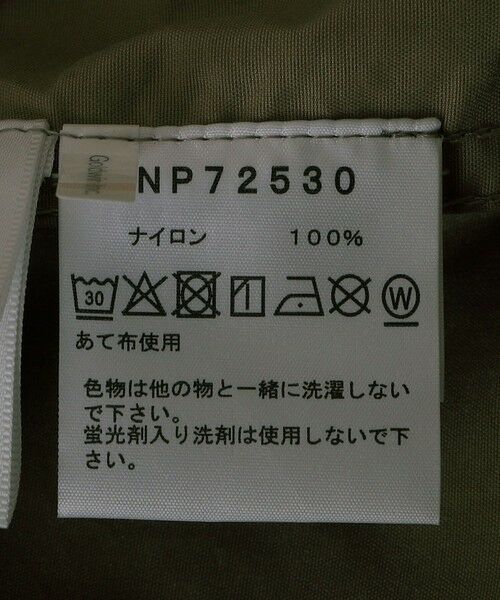 NP72530
ナイロン 100%
30 W
あて布使用
色物は他の物と一緒に洗濯しない
で下さい。
蛍光剤入り洗剤は使用しないで下
さい。